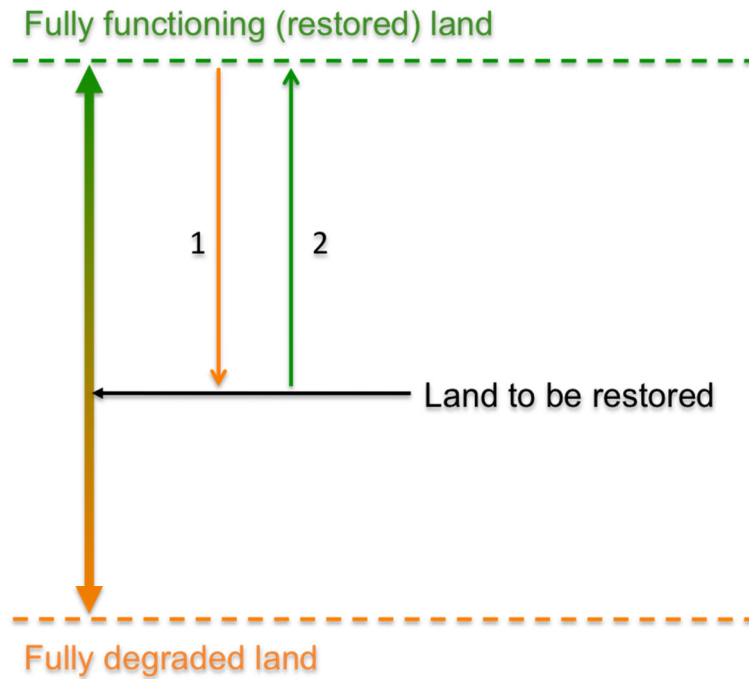 Fully functioning (restored) land
1
2
Land to be restored
Fully degraded land